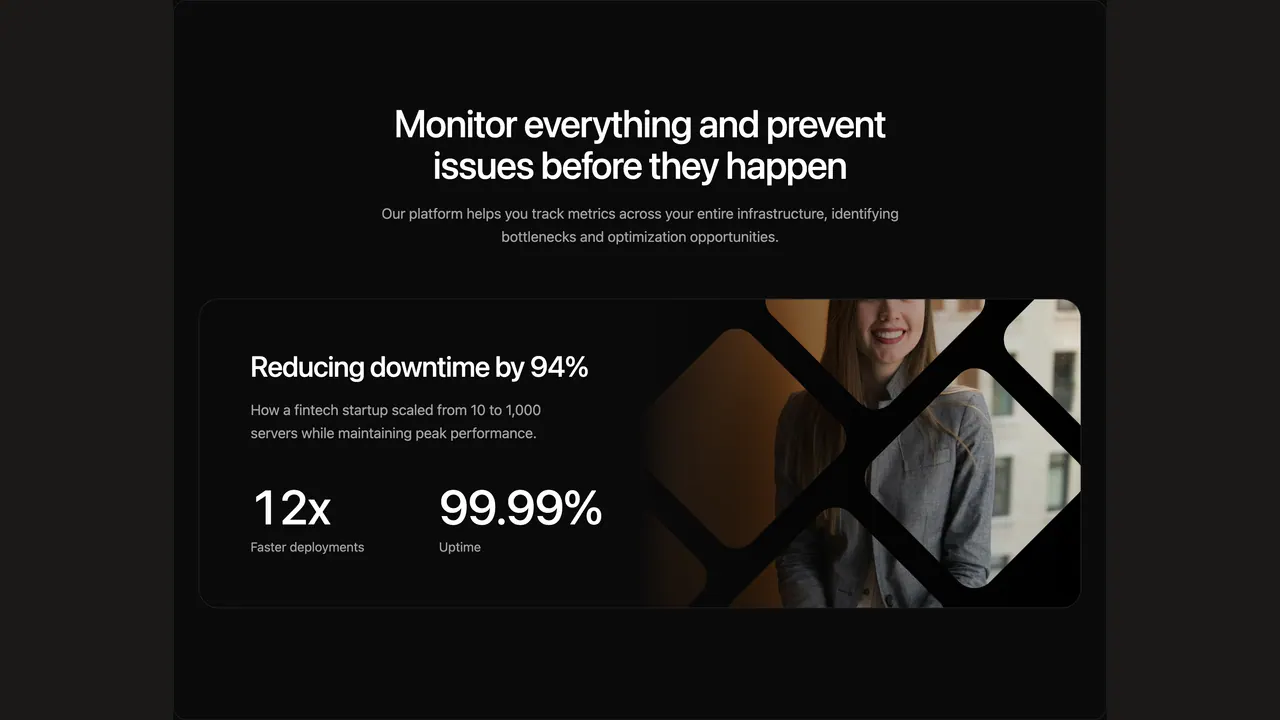 Monitor everything and prevent
issues before they happen
Our platform helps you track metrics across your entire infrastructure, identifying
bottlenecks and optimization opportunities.
Reducing downtime by 94%
How a fintech startup scaled from 10 to 1,000
servers while maintaining peak performance.
12x
99.99%
Faster deployments
Uptime